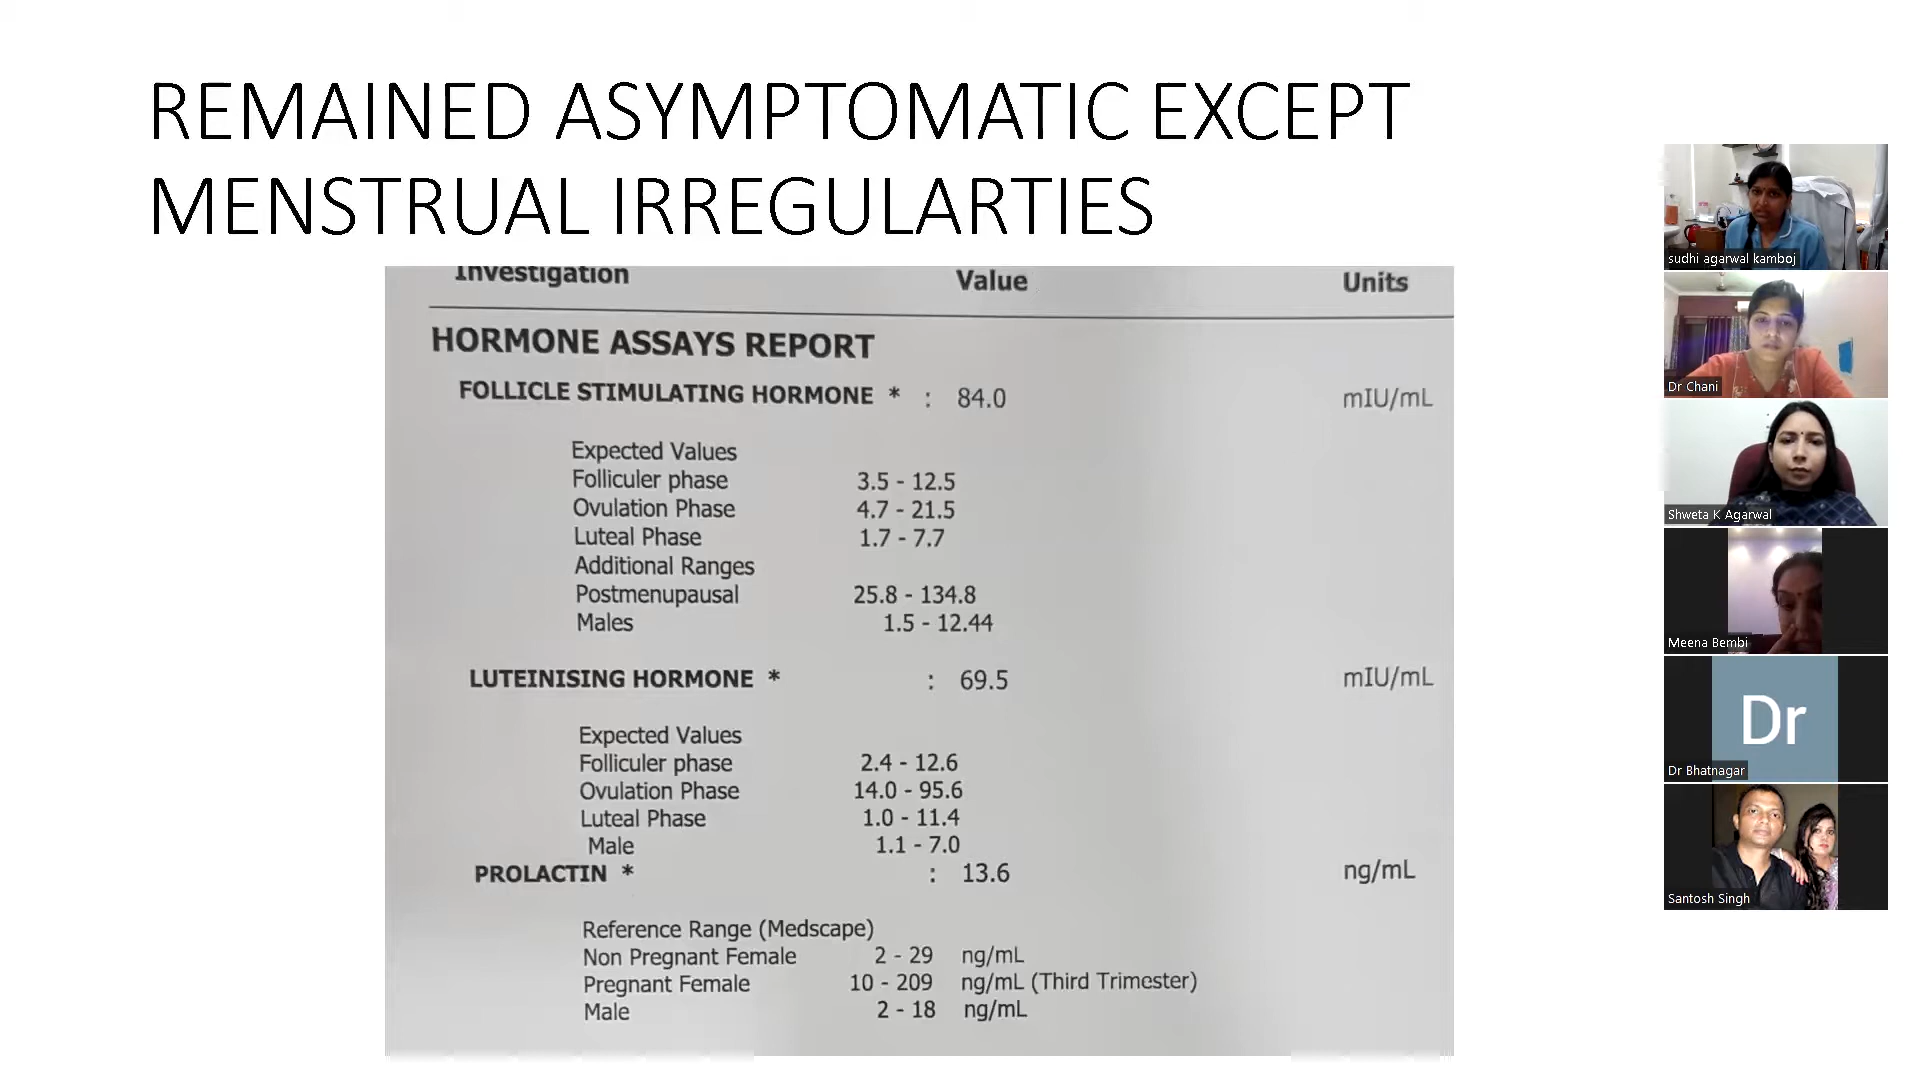 REMAINED ASYMPTOMATIC EXCEPT
MENSTRUAL IRREGULARTIES
Investigation Value Units
HORMONE ASSAYS REPORT
FOLLICLE STIMULATING HORMONE * : 84.0 mIU/mL
Expected Values
Folliculer phase 3.5 - 12.5
Ovulation Phase 4.7 - 21.5
Luteal Phase 1.7 - 7.7
Additional Ranges
Postmenupausal 25.8 - 134.8
Males 1.5 - 12.44
LUTEINISING HORMONE * : 69.5 mIU/mL
Expected Values
Folliculer phase 2.4 - 12.6
Ovulation Phase 14.0 - 95.6
Luteal Phase 1.0 - 11.4
Male 1.1 - 7.0
PROLACTIN * : 13.6 ng/mL
Reference Range (Medscape)
Non Pregnant Female 2 - 29 ng/mL
Pregnant Female 10 - 209 ng/mL (Third Trimester)
Male 2 - 18 ng/mL
sudhi agarwal kamboj
Dr Chani
Shweta K Agarwal
Meena Bembi
Dr
Dr Bhatnagar
Santosh Singh